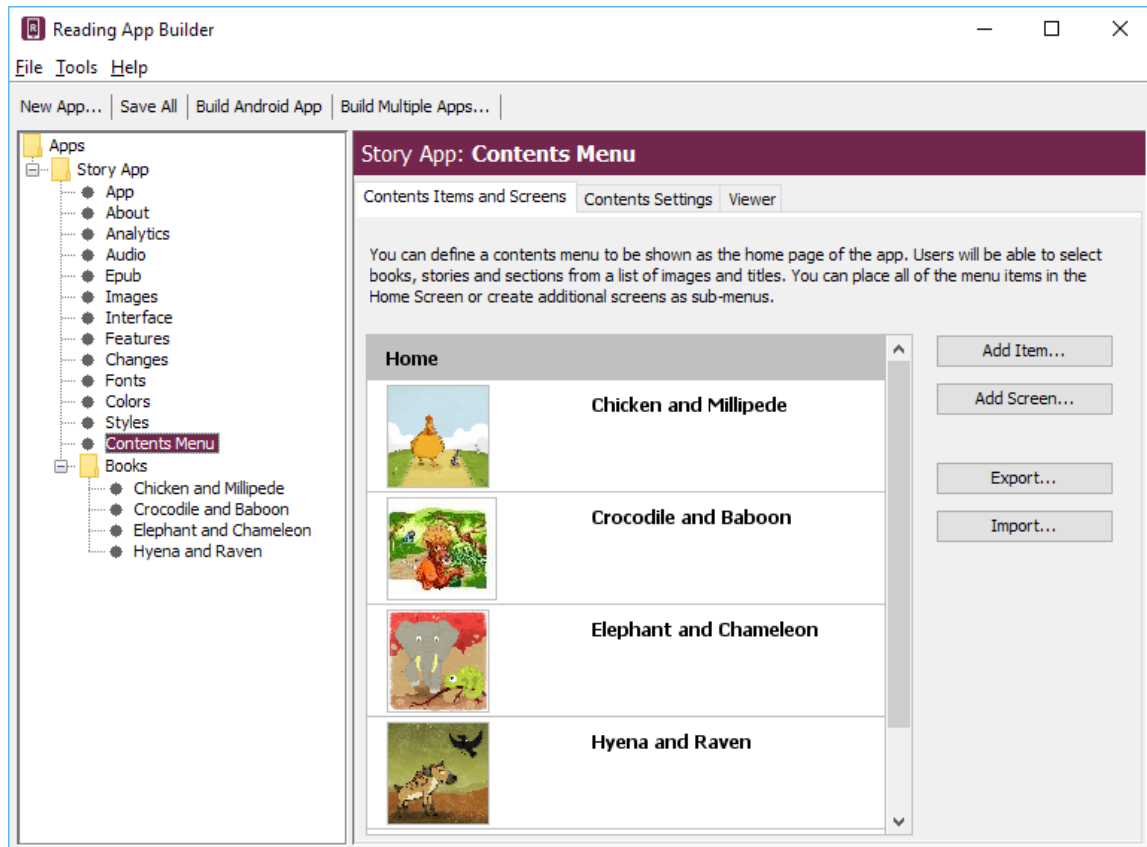 Reading App Builder
File Tools Help
New App... Save All Build Android App Build Multiple Apps...
Apps
Story App
App
About
Analytics
Audio
Epub
Images
Interface
Features
Changes
Fonts
Colors
Styles
Contents Menu
Books
Chicken and Millipede
Crocodile and Baboon
Elephant and Chameleon
Hyena and Raven
Story App: Contents Menu
Contents Items and Screens Contents Settings Viewer
You can define a contents menu to be shown as the home page of the app. Users will be able to select
books, stories and sections from a list of images and titles. You can place all of the menu items in the
Home Screen or create additional screens as sub-menus.
Home
Chicken and Millipede
Crocodile and Baboon
Elephant and Chameleon
Hyena and Raven
Add Item...
Add Screen...
Export...
Import...